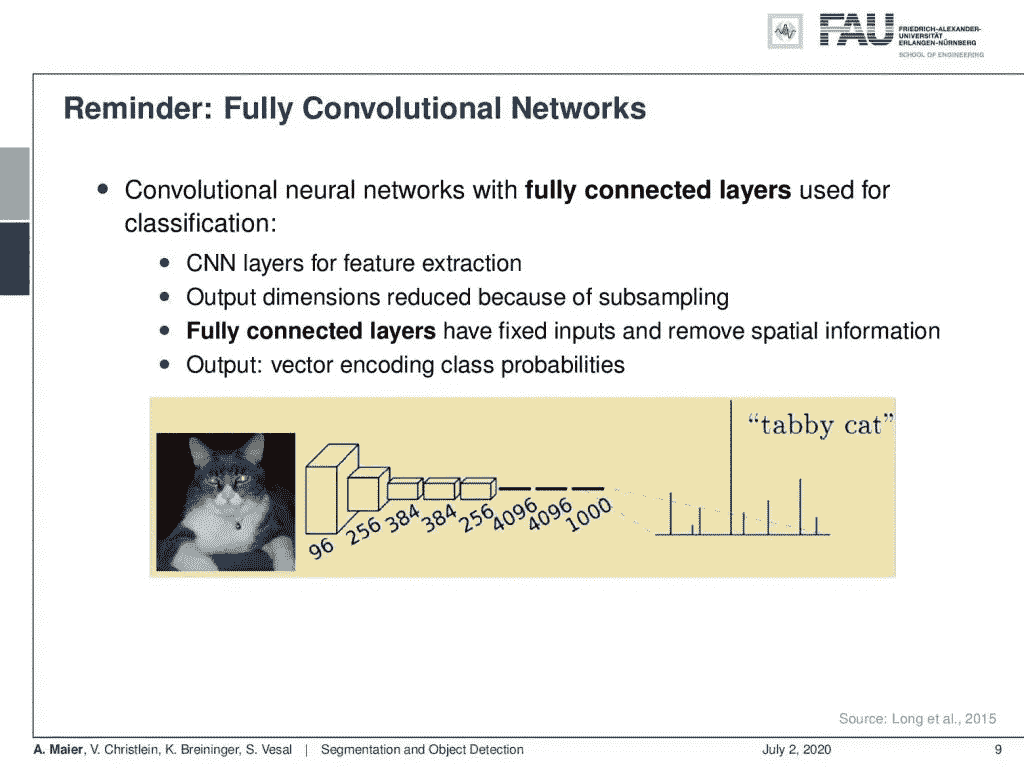 FAU
FRIEDRICH-ALEXANDER-
UNIVERSITÄT
ERLANGEN-NÜRNBERG
SCHOOL OF ENGINEERING
Reminder: Fully Convolutional Networks
Convolutional neural networks with fully connected layers used for
classification:
CNN layers for feature extraction
Output dimensions reduced because of subsampling
Fully connected layers have fixed inputs and remove spatial information
Output: vector encoding class probabilities
“tabby cat”
96 256 384 384 256 4096 4096 1000
Source: Long et al., 2015
A. Maier, V. Christlein, K. Breininger, S. Vesal | Segmentation and Object Detection July 2, 2020 9